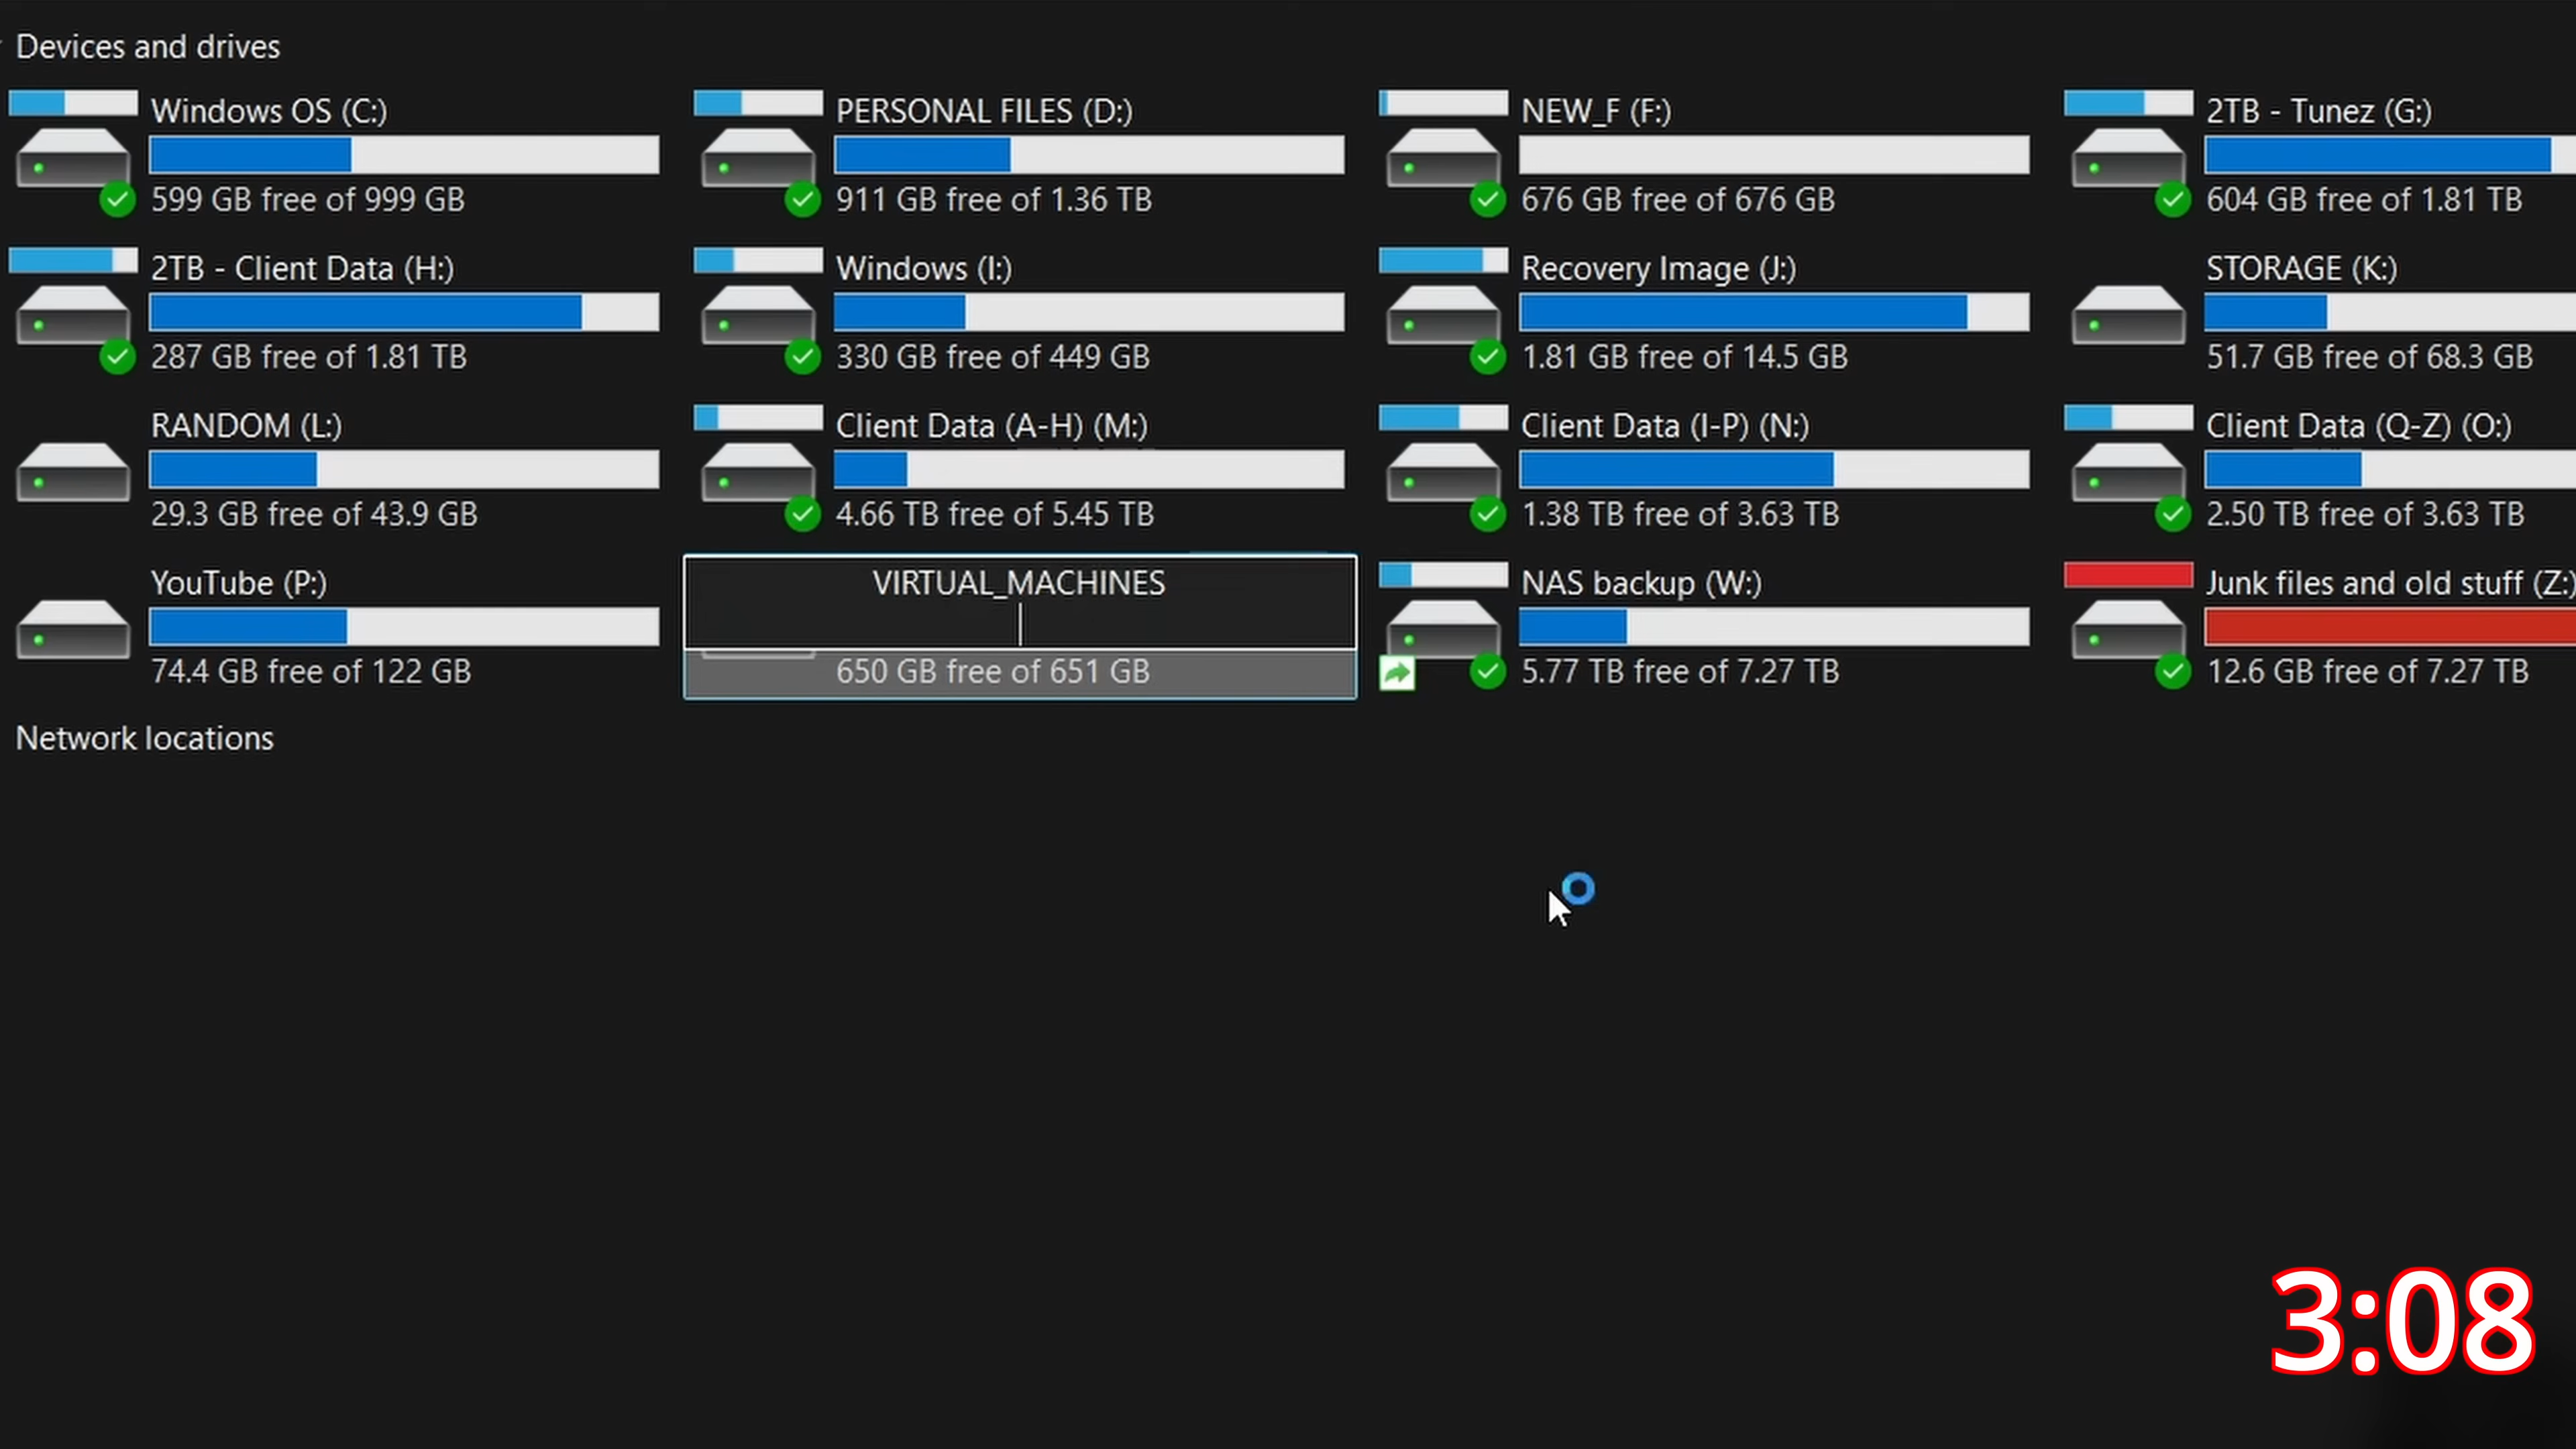 Devices and drives
Windows OS (C:)
599 GB free of 999 GB
PERSONAL FILES (D:)
911 GB free of 1.36 TB
NEW_F (F:)
676 GB free of 676 GB
2TB - Tunez (G:)
604 GB free of 1.81 TB
2TB - Client Data (H:)
287 GB free of 1.81 TB
Windows (I:)
330 GB free of 449 GB
Recovery Image (J:)
1.81 GB free of 14.5 GB
STORAGE (K:)
51.7 GB free of 68.3 GB
RANDOM (L:)
29.3 GB free of 43.9 GB
Client Data (A-H) (M:)
4.66 TB free of 5.45 TB
Client Data (I-P) (N:)
1.38 TB free of 3.63 TB
Client Data (Q-Z) (O:)
2.50 TB free of 3.63 TB
YouTube (P:)
74.4 GB free of 122 GB
VIRTUAL_MACHINES
650 GB free of 651 GB
NAS backup (W:)
5.77 TB free of 7.27 TB
Junk files and old stuff (Z:)
12.6 GB free of 7.27 TB
Network locations
3:08